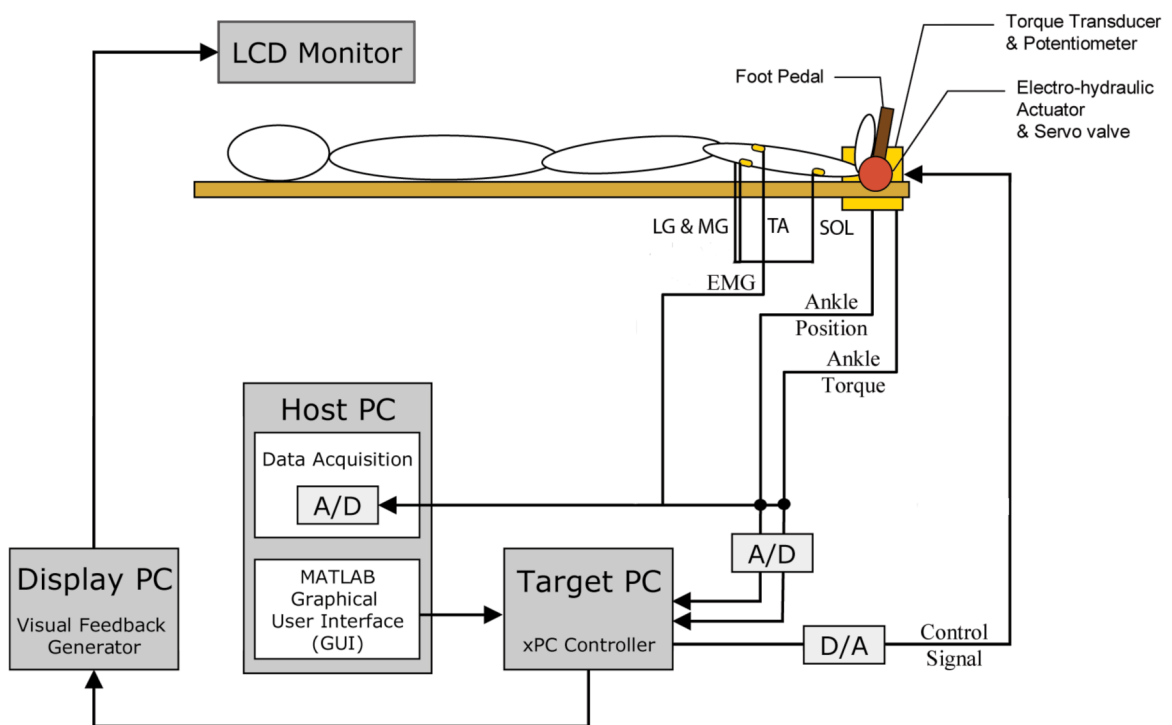 LCD Monitor
Torque Transducer
& Potentiometer
Foot Pedal
Electro-hydraulic
Actuator
& Servo valve
LG & MG
TA
SOL
EMG
Ankle
Position
Ankle
Torque
Host PC
Data Acquisition
A/D
A/D
MATLAB
Graphical
User Interface
(GUI)
Target PC
xPC Controller
Display PC
Visual Feedback
Generator
D/A
Control
Signal